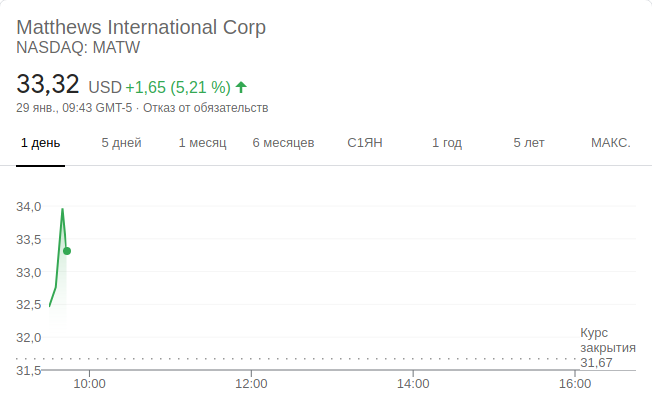 Matthews International Corp
NASDAQ: MATW
33,32 USD +1,65 (5,21 %)
29 янв., 09:43 GMT-5 · Отказ от обязательств
1 день 5 дней 1 месяц 6 месяцев С1ЯН 1 год 5 лет МАКС.
34,0
33,5
33,0
32,5
32,0
31,5
Курс
закрытия
31,67
10:00 12:00 14:00 16:00